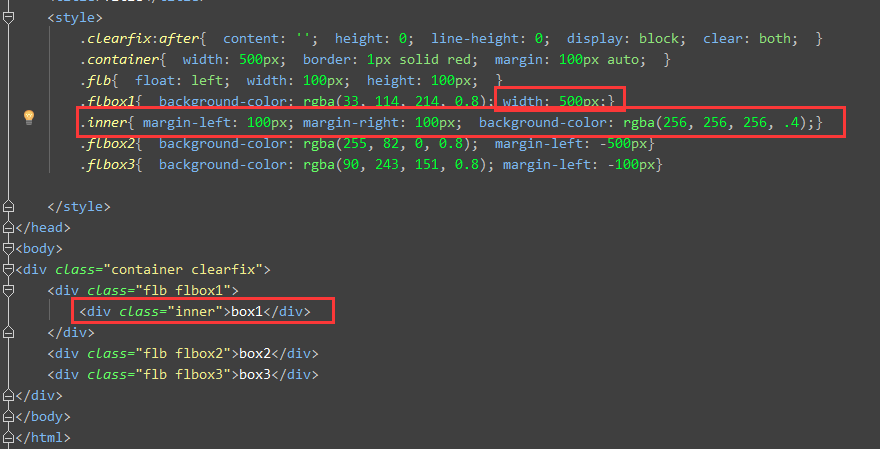 <style>
.clearfix:after{ content: ''; height: 0; line-height: 0; display: block; clear: both; }
.container{ width: 500px; border: 1px solid red; margin: 100px auto; }
.flb{ float: left; width: 100px; height: 100px; }
.flbox1{ background-color: rgba(33, 114, 214, 0.8); width: 500px;}
.inner{ margin-left: 100px; margin-right: 100px; background-color: rgba(256, 256, 256, .4);}
.flbox2{ background-color: rgba(255, 82, 0, 0.8); margin-left: -500px}
.flbox3{ background-color: rgba(90, 243, 151, 0.8); margin-left: -100px}
</style>
</head>
<body>
<div class="container clearfix">
<div class="flb flbox1">
<div class="inner">box1</div>
</div>
<div class="flb flbox2">box2</div>
<div class="flb flbox3">box3</div>
</div>
</body>
</html>